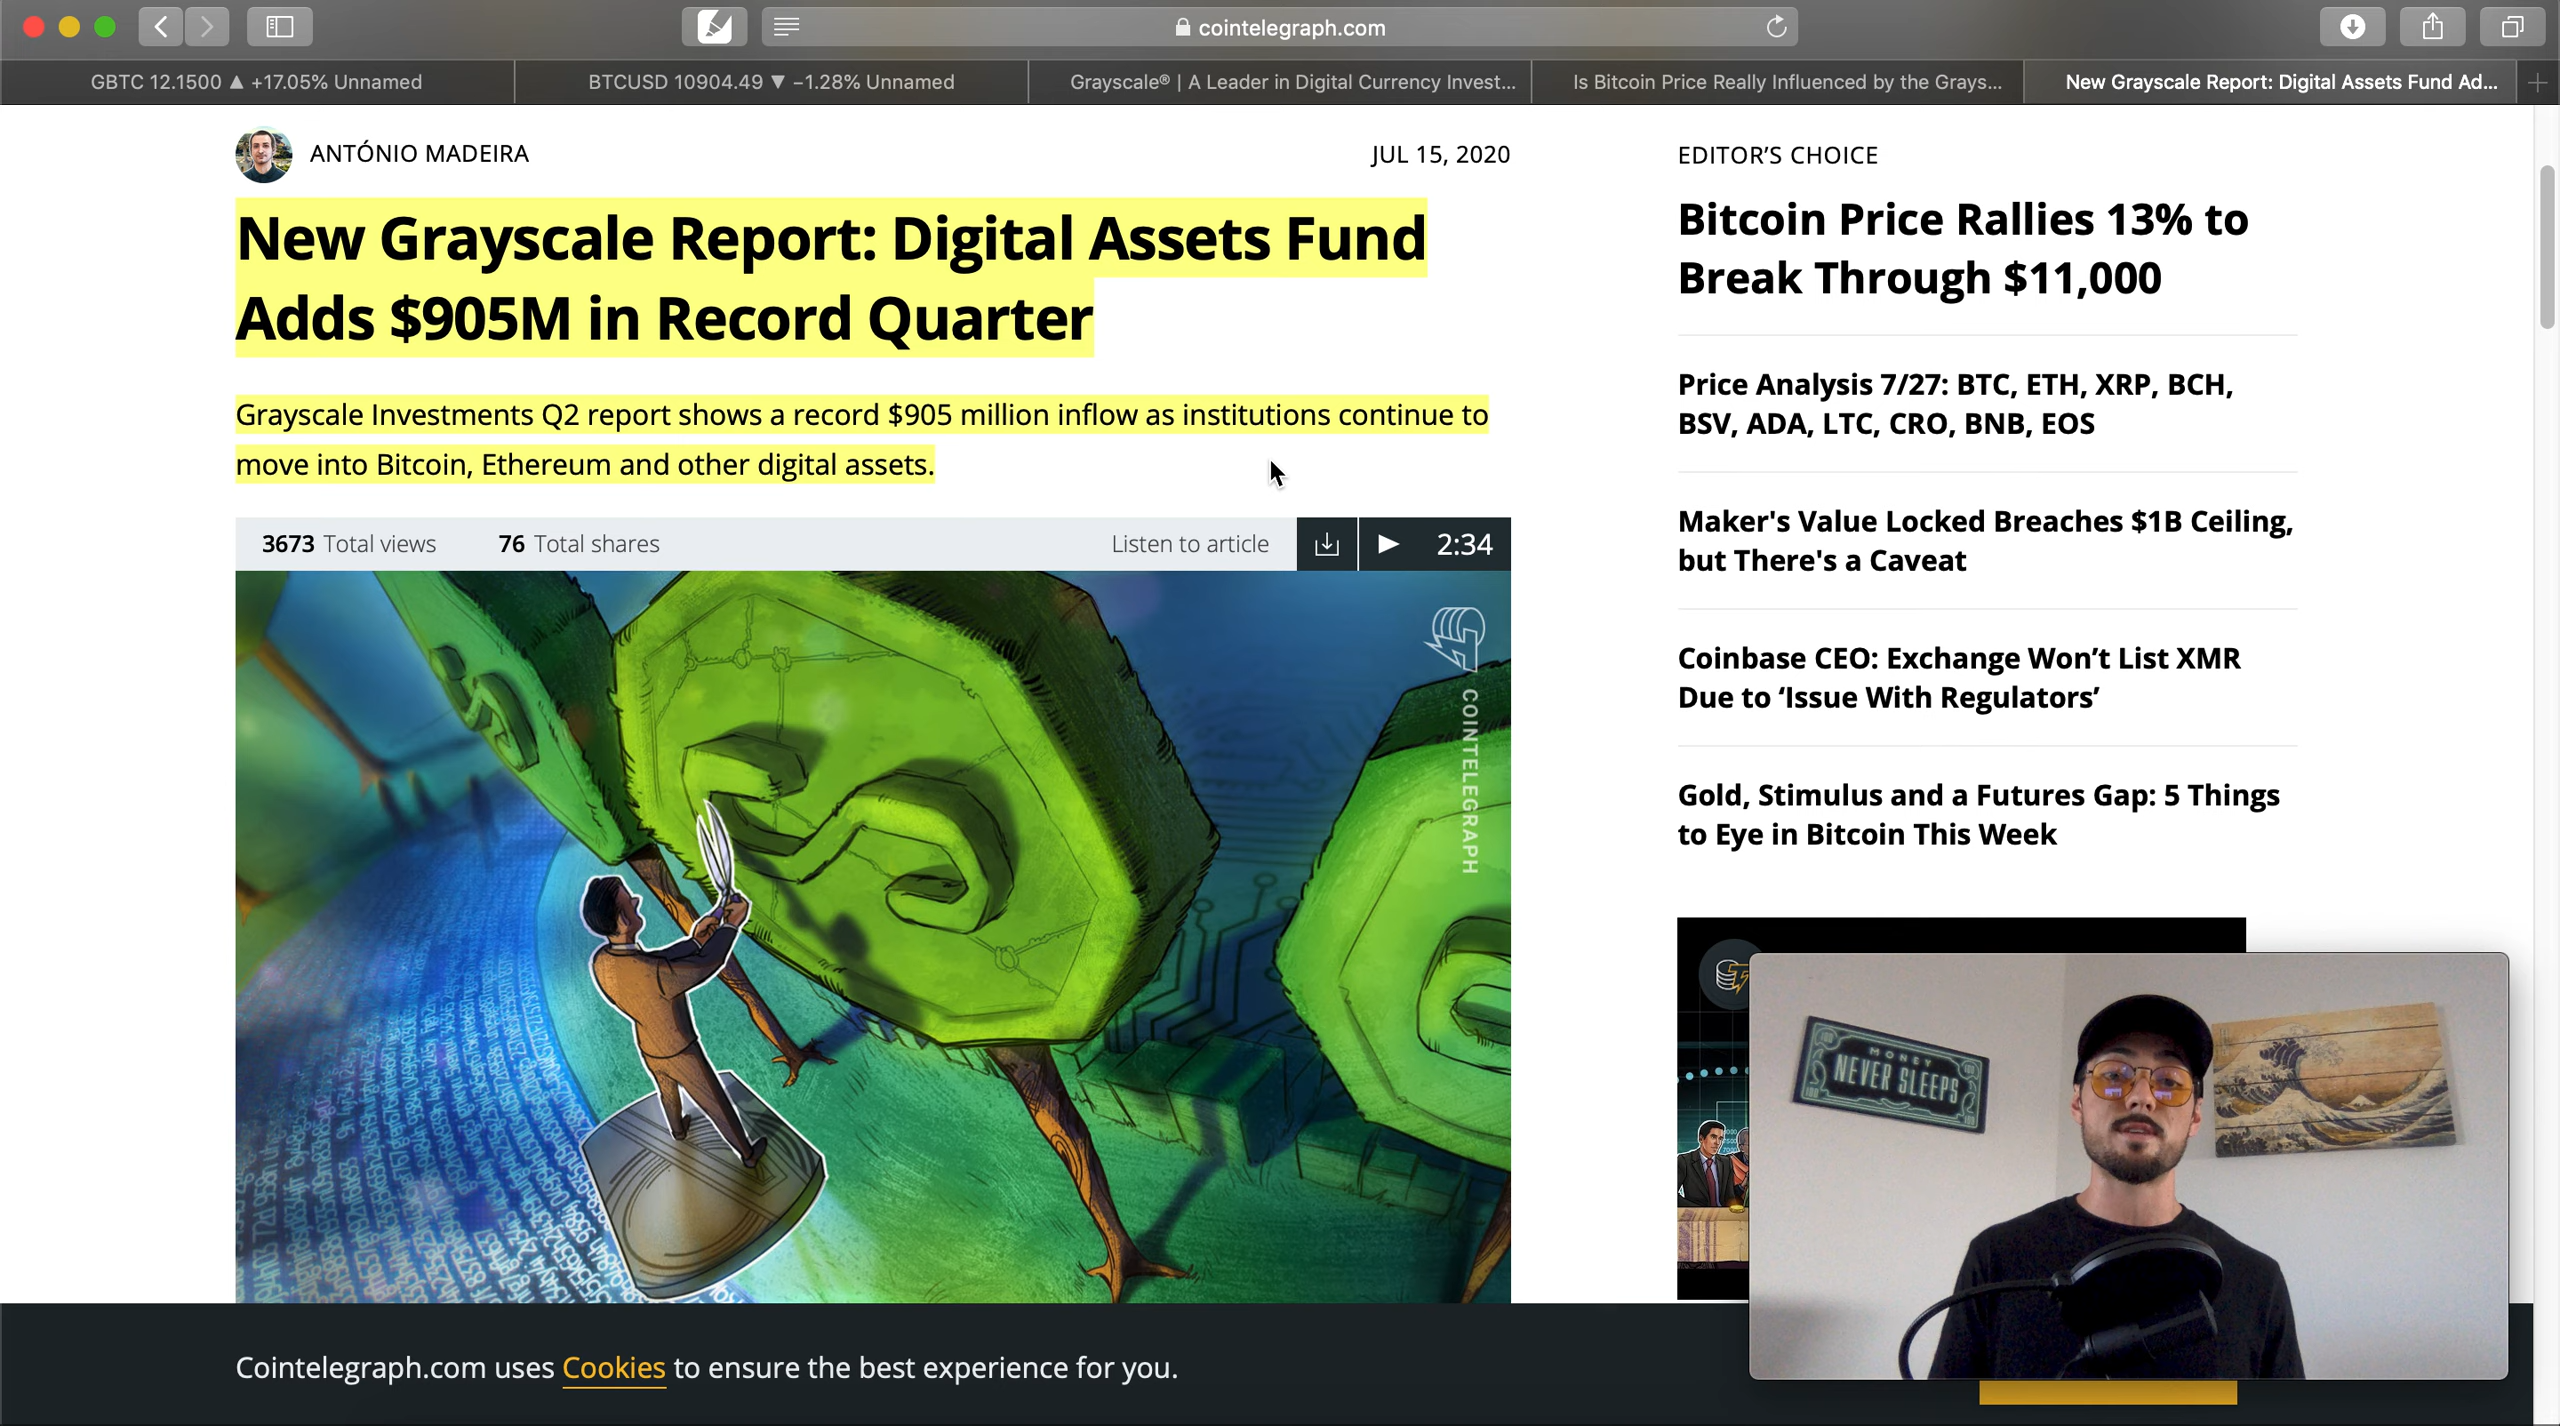 cointelegraph.com
GBTC 12.1500 ▲ +17.05% Unnamed
BTCUSD 10904.49 ▼ −1.28% Unnamed
Grayscale® | A Leader in Digital Currency Invest...
Is Bitcoin Price Really Influenced by the Grays...
New Grayscale Report: Digital Assets Fund Ad...
ANTÓNIO MADEIRA
JUL 15, 2020
New Grayscale Report: Digital Assets Fund
Adds $905M in Record Quarter
Grayscale Investments Q2 report shows a record $905 million inflow as institutions continue to
move into Bitcoin, Ethereum and other digital assets.
3673 Total views
76 Total shares
Listen to article
2:34
COINTELEGRAPH
EDITOR’S CHOICE
Bitcoin Price Rallies 13% to
Break Through $11,000
Price Analysis 7/27: BTC, ETH, XRP, BCH,
BSV, ADA, LTC, CRO, BNB, EOS
Maker's Value Locked Breaches $1B Ceiling,
but There's a Caveat
Coinbase CEO: Exchange Won’t List XMR
Due to ‘Issue With Regulators’
Gold, Stimulus and a Futures Gap: 5 Things
to Eye in Bitcoin This Week
MONEY
NEVER SLEEPS
Cointelegraph.com uses Cookies to ensure the best experience for you.